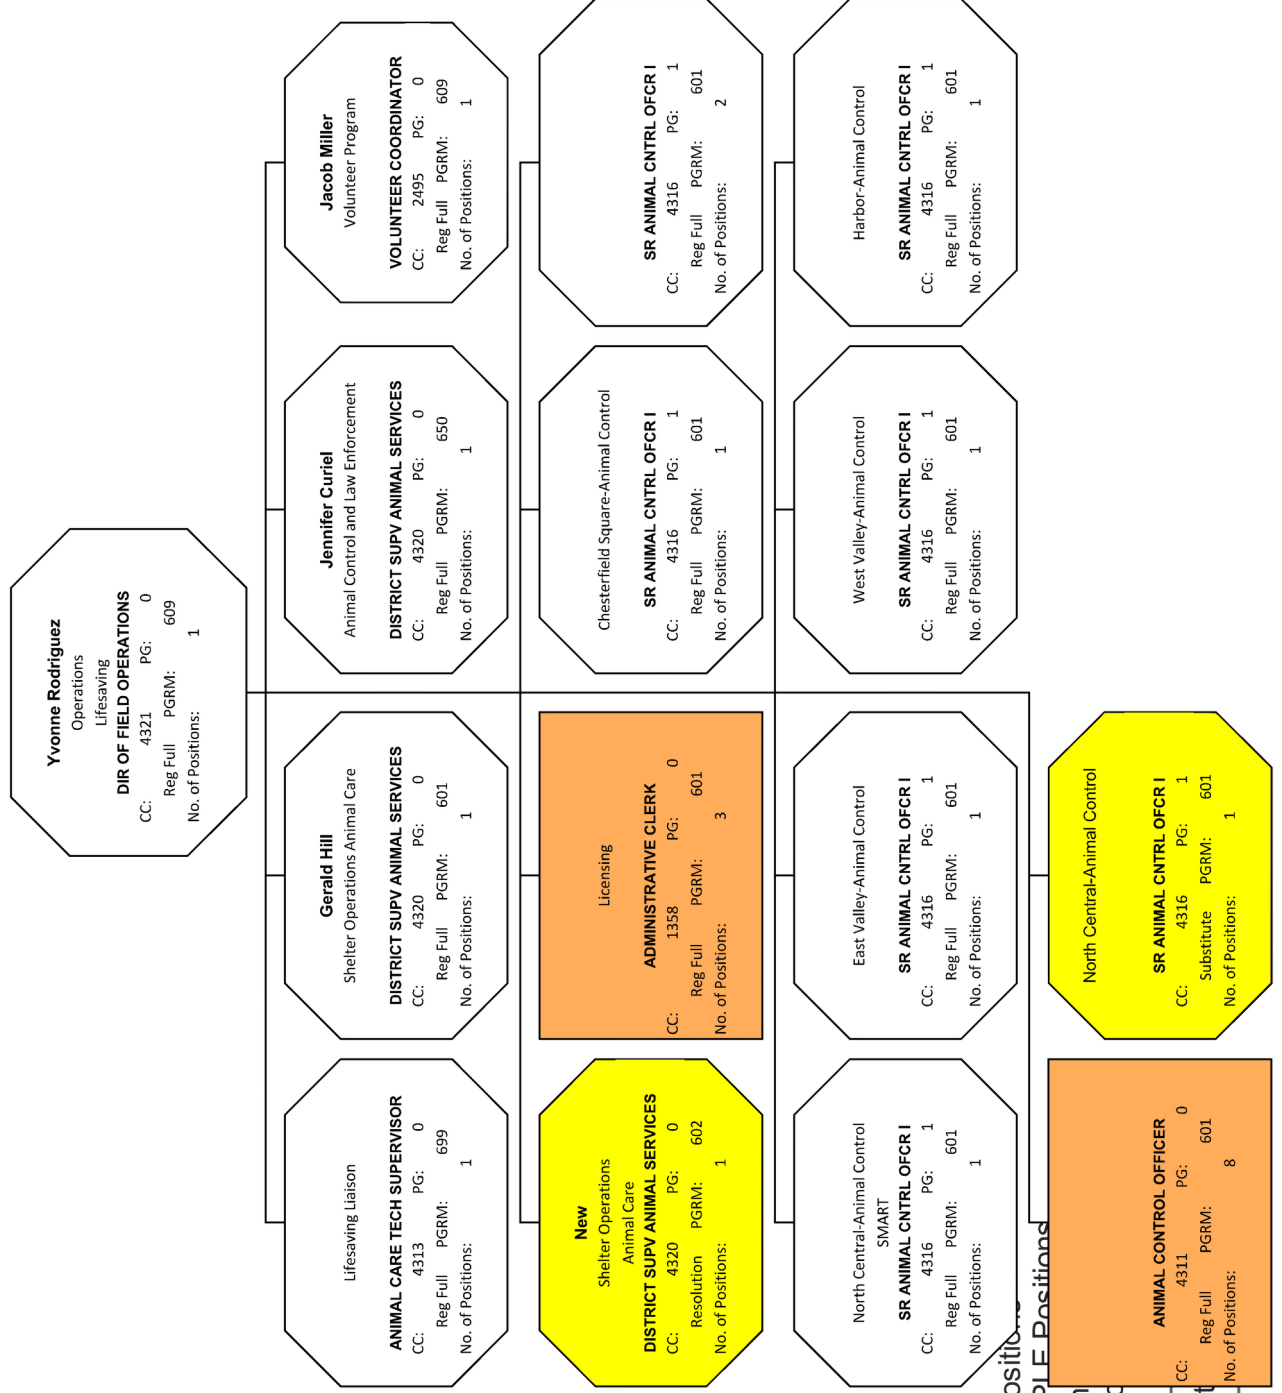 Yvonne Rodriguez
Operations
Lifesaving
DIR OF FIELD OPERATIONS
CC: 4321 PG: 0
Reg Full PGRM: 609
No. of Positions: 1
Lifesaving Liaison
ANIMAL CARE TECH SUPERVISOR
CC: 4313 PG: 0
Reg Full PGRM: 699
No. of Positions: 1
Gerald Hill
Shelter Operations Animal Care
DISTRICT SUPV ANIMAL SERVICES
CC: 4320 PG: 0
Reg Full PGRM: 601
No. of Positions: 1
Jennifer Curiel
Animal Control and Law Enforcement
DISTRICT SUPV ANIMAL SERVICES
CC: 4320 PG: 0
Reg Full PGRM: 650
No. of Positions: 1
Jacob Miller
Volunteer Program
VOLUNTEER COORDINATOR
CC: 2495 PG: 0
Reg Full PGRM: 609
No. of Positions: 1
New
Shelter Operations
Animal Care
DISTRICT SUPV ANIMAL SERVICES
CC: 4320 PG: 0
Resolution PGRM: 602
No. of Positions: 1
Licensing
ADMINISTRATIVE CLERK
CC: 1358 PG: 0
Reg Full PGRM: 601
No. of Positions: 3
Chesterfield Square-Animal Control
SR ANIMAL CNTRL OFCR I
CC: 4316 PG: 1
Reg Full PGRM: 601
No. of Positions: 1
SR ANIMAL CNTRL OFCR I
CC: 4316 PG: 1
Reg Full PGRM: 601
No. of Positions: 2
North Central-Animal Control
SMART
SR ANIMAL CNTRL OFCR I
CC: 4316 PG: 1
Reg Full PGRM: 601
No. of Positions: 1
East Valley-Animal Control
SR ANIMAL CNTRL OFCR I
CC: 4316 PG: 1
Reg Full PGRM: 601
No. of Positions: 1
West Valley-Animal Control
SR ANIMAL CNTRL OFCR I
CC: 4316 PG: 1
Reg Full PGRM: 601
No. of Positions: 1
Harbor-Animal Control
SR ANIMAL CNTRL OFCR I
CC: 4316 PG: 1
Reg Full PGRM: 601
No. of Positions: 1
ANIMAL CONTROL OFFICER
CC: 4311 PG: 0
Reg Full PGRM: 601
No. of Positions: 8
North Central-Animal Control
SR ANIMAL CNTRL OFCR I
CC: 4316 PG: 1
Substitute PGRM: 601
No. of Positions: 1
Positions